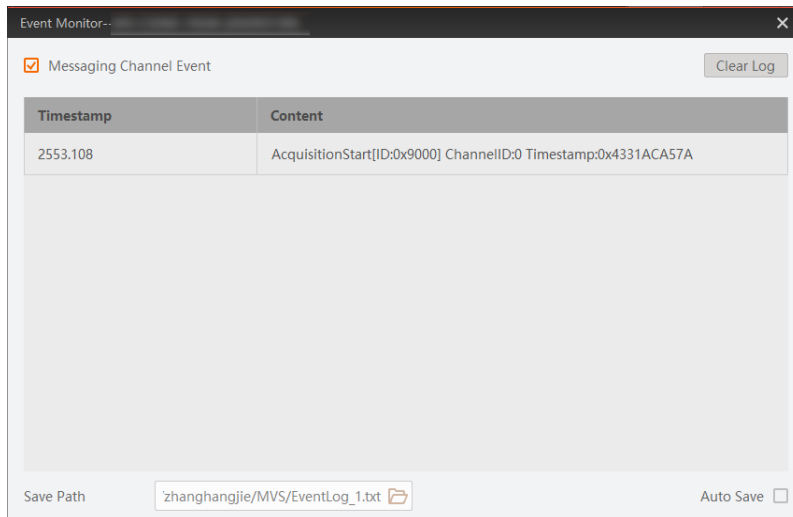 Event Monitor--
Messaging Channel Event
Clear Log
Timestamp Content
2553.108 AcquisitionStart[ID:0x9000] ChannelID:0 Timestamp:0x4331ACA57A
Save Path zhanghangjie/MVS/EventLog_1.txt Auto Save